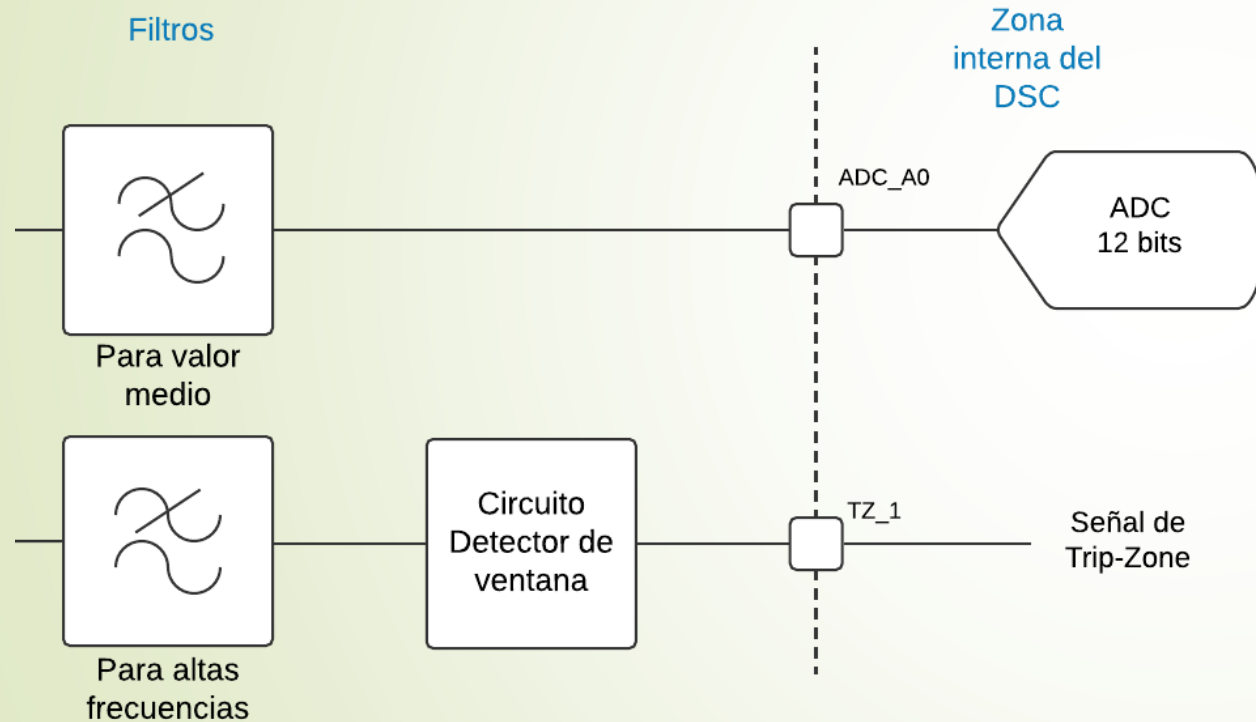 Filtros
Zona
interna del
DSC
ADC_A0
ADC
12 bits
Para valor
medio
Circuito
Detector de
ventana
TZ_1
Señal de
Trip-Zone
Para altas
frecuencias